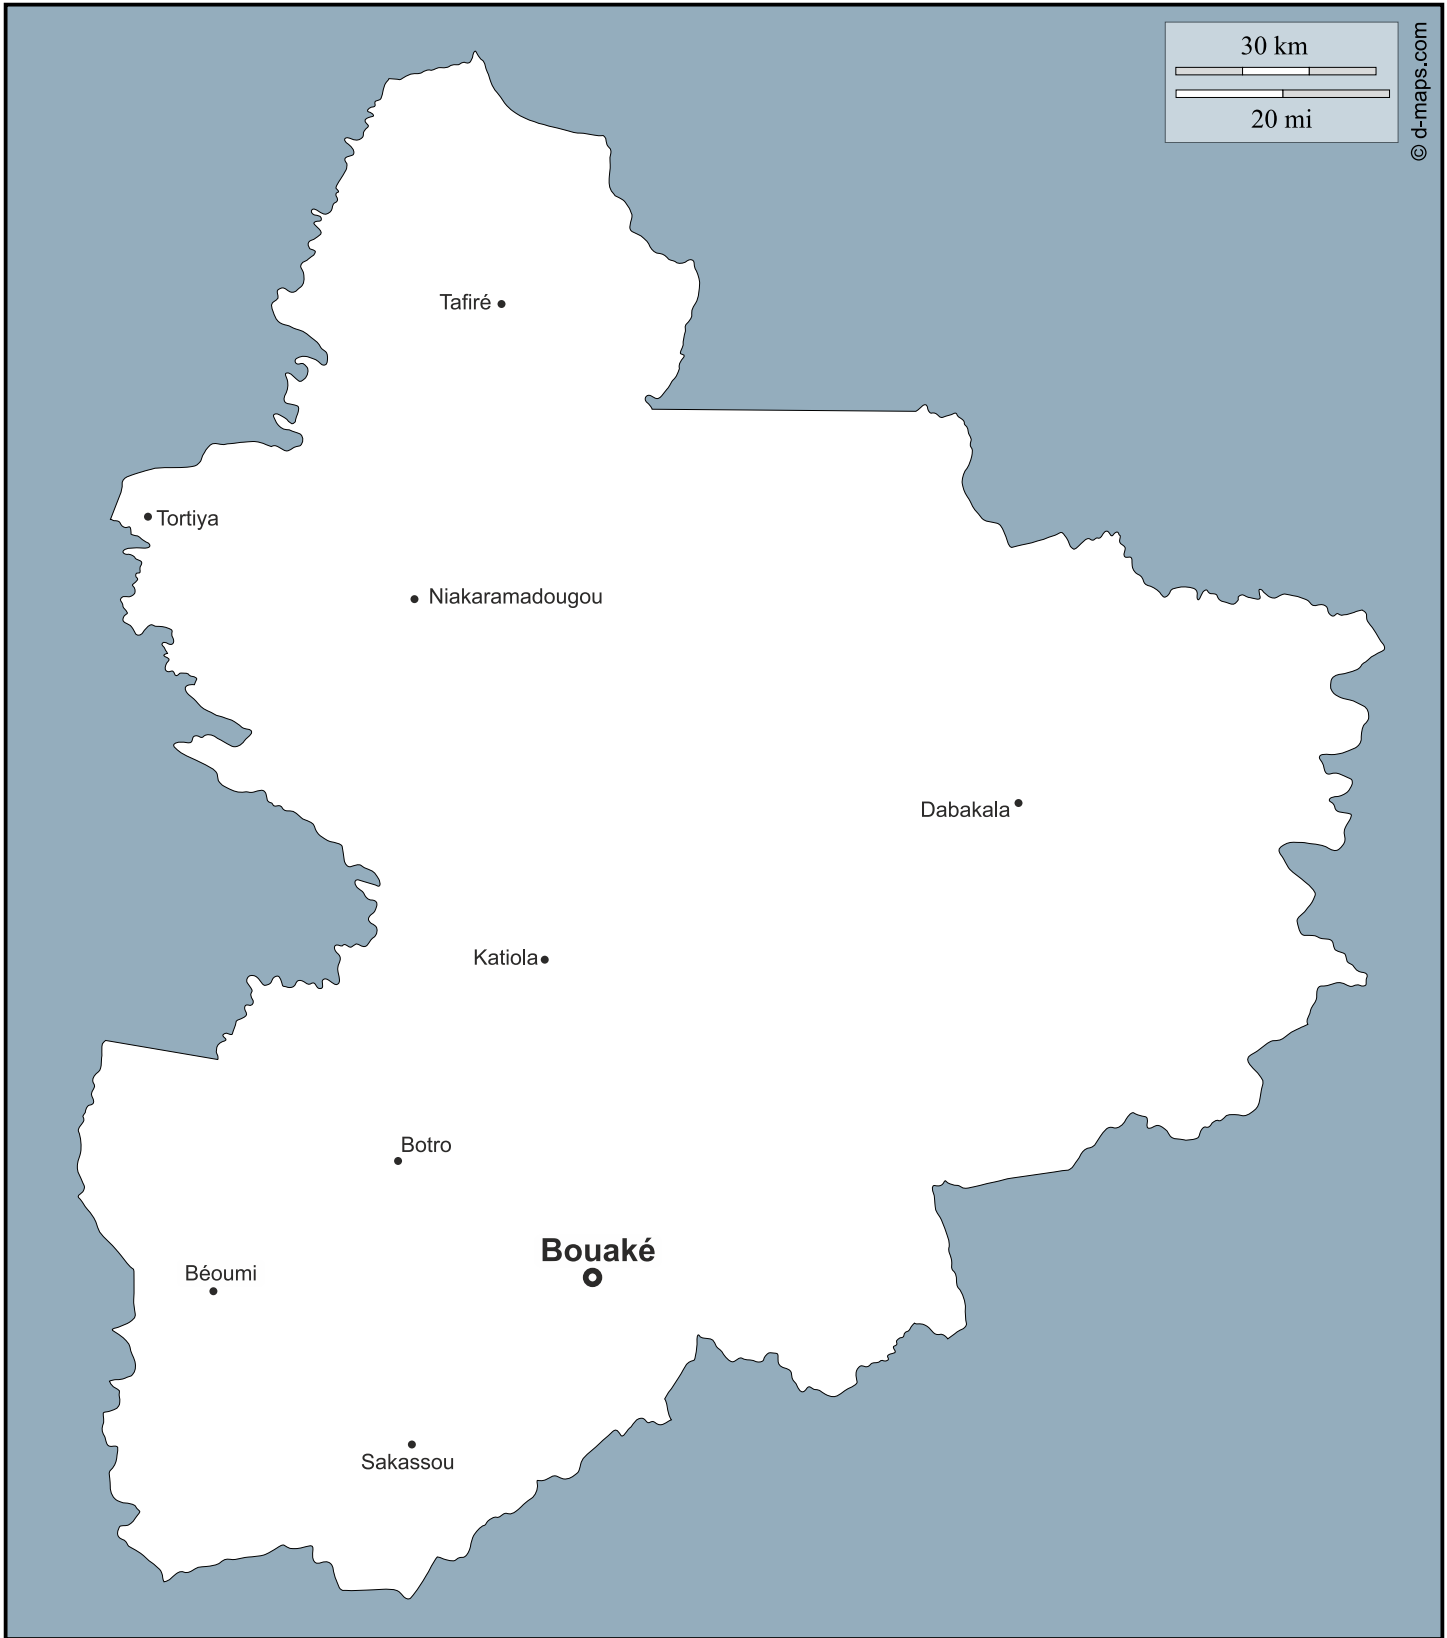 30 km
20 mi
© d-maps.com
Tafiré
Tortiya
Niakaramadougou
Dabakala
Katiola
Botro
Bouaké
Béoumi
Sakassou